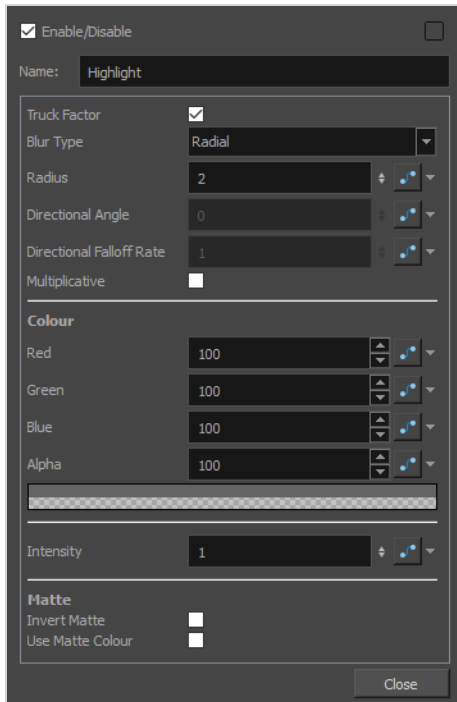 Enable/Disable
Name: Highlight
Truck Factor
Blur Type Radial
Radius 2
Directional Angle 0
Directional Falloff Rate 1
Multiplicative
Colour
Red 100
Green 100
Blue 100
Alpha 100
Intensity 1
Matte
Invert Matte
Use Matte Colour
Close